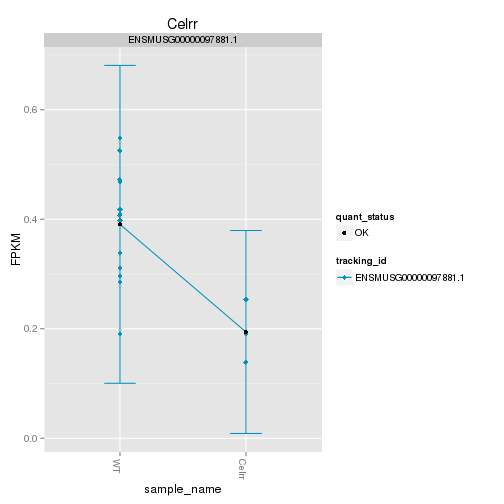 Celrr
ENSMUSG00000097881.1
0.6
0.4
0.2
0.0
FPKM
WT
Celrr
sample_name
quant_status
OK
tracking_id
ENSMUSG00000097881.1